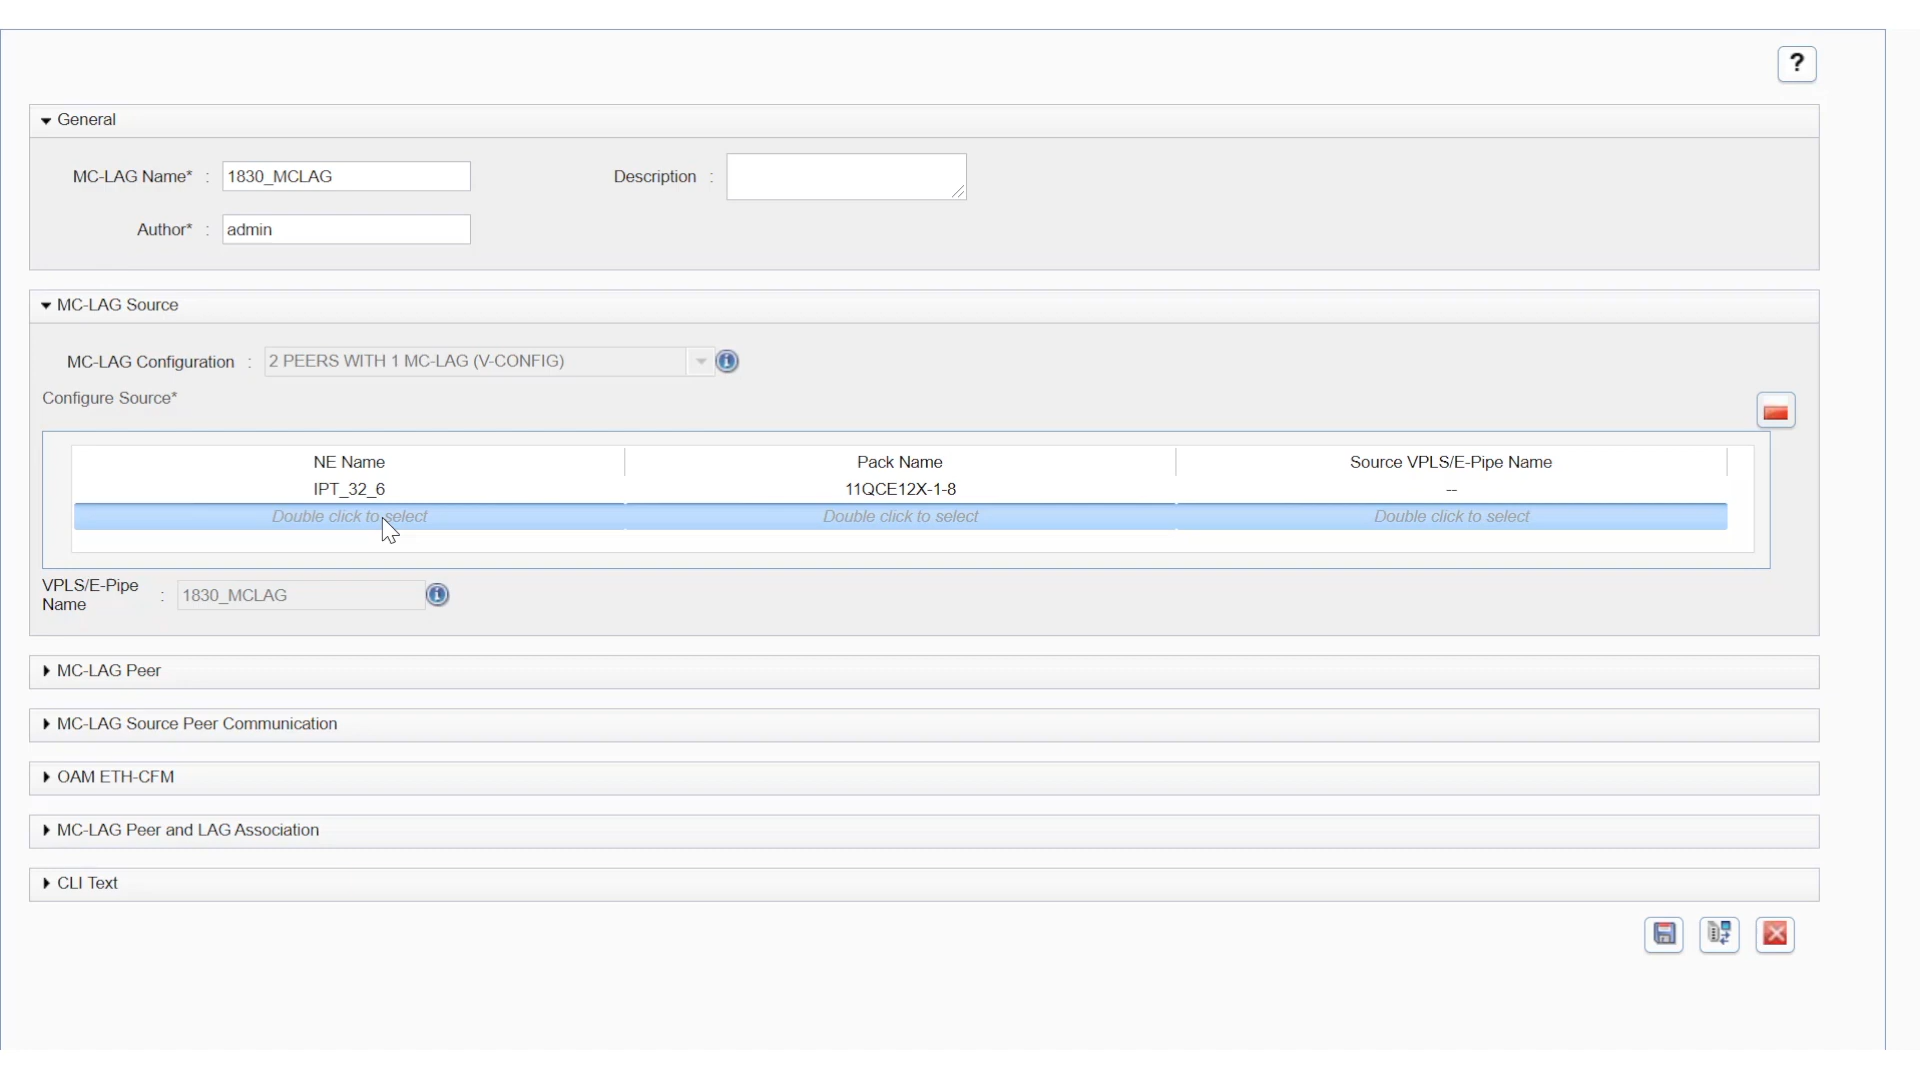 ?
General
MC-LAG Name* : 1830_MCLAG Description :
Author* : admin
MC-LAG Source
MC-LAG Configuration : 2 PEERS WITH 1 MC-LAG (V-CONFIG)
Configure Source*
NE Name Pack Name Source VPLS/E-Pipe Name
IPT_32_6 11QCE12X-1-8 --
Double click to select Double click to select Double click to select
VPLS/E-Pipe
Name : 1830_MCLAG
MC-LAG Peer
MC-LAG Source Peer Communication
OAM ETH-CFM
MC-LAG Peer and LAG Association
CLI Text